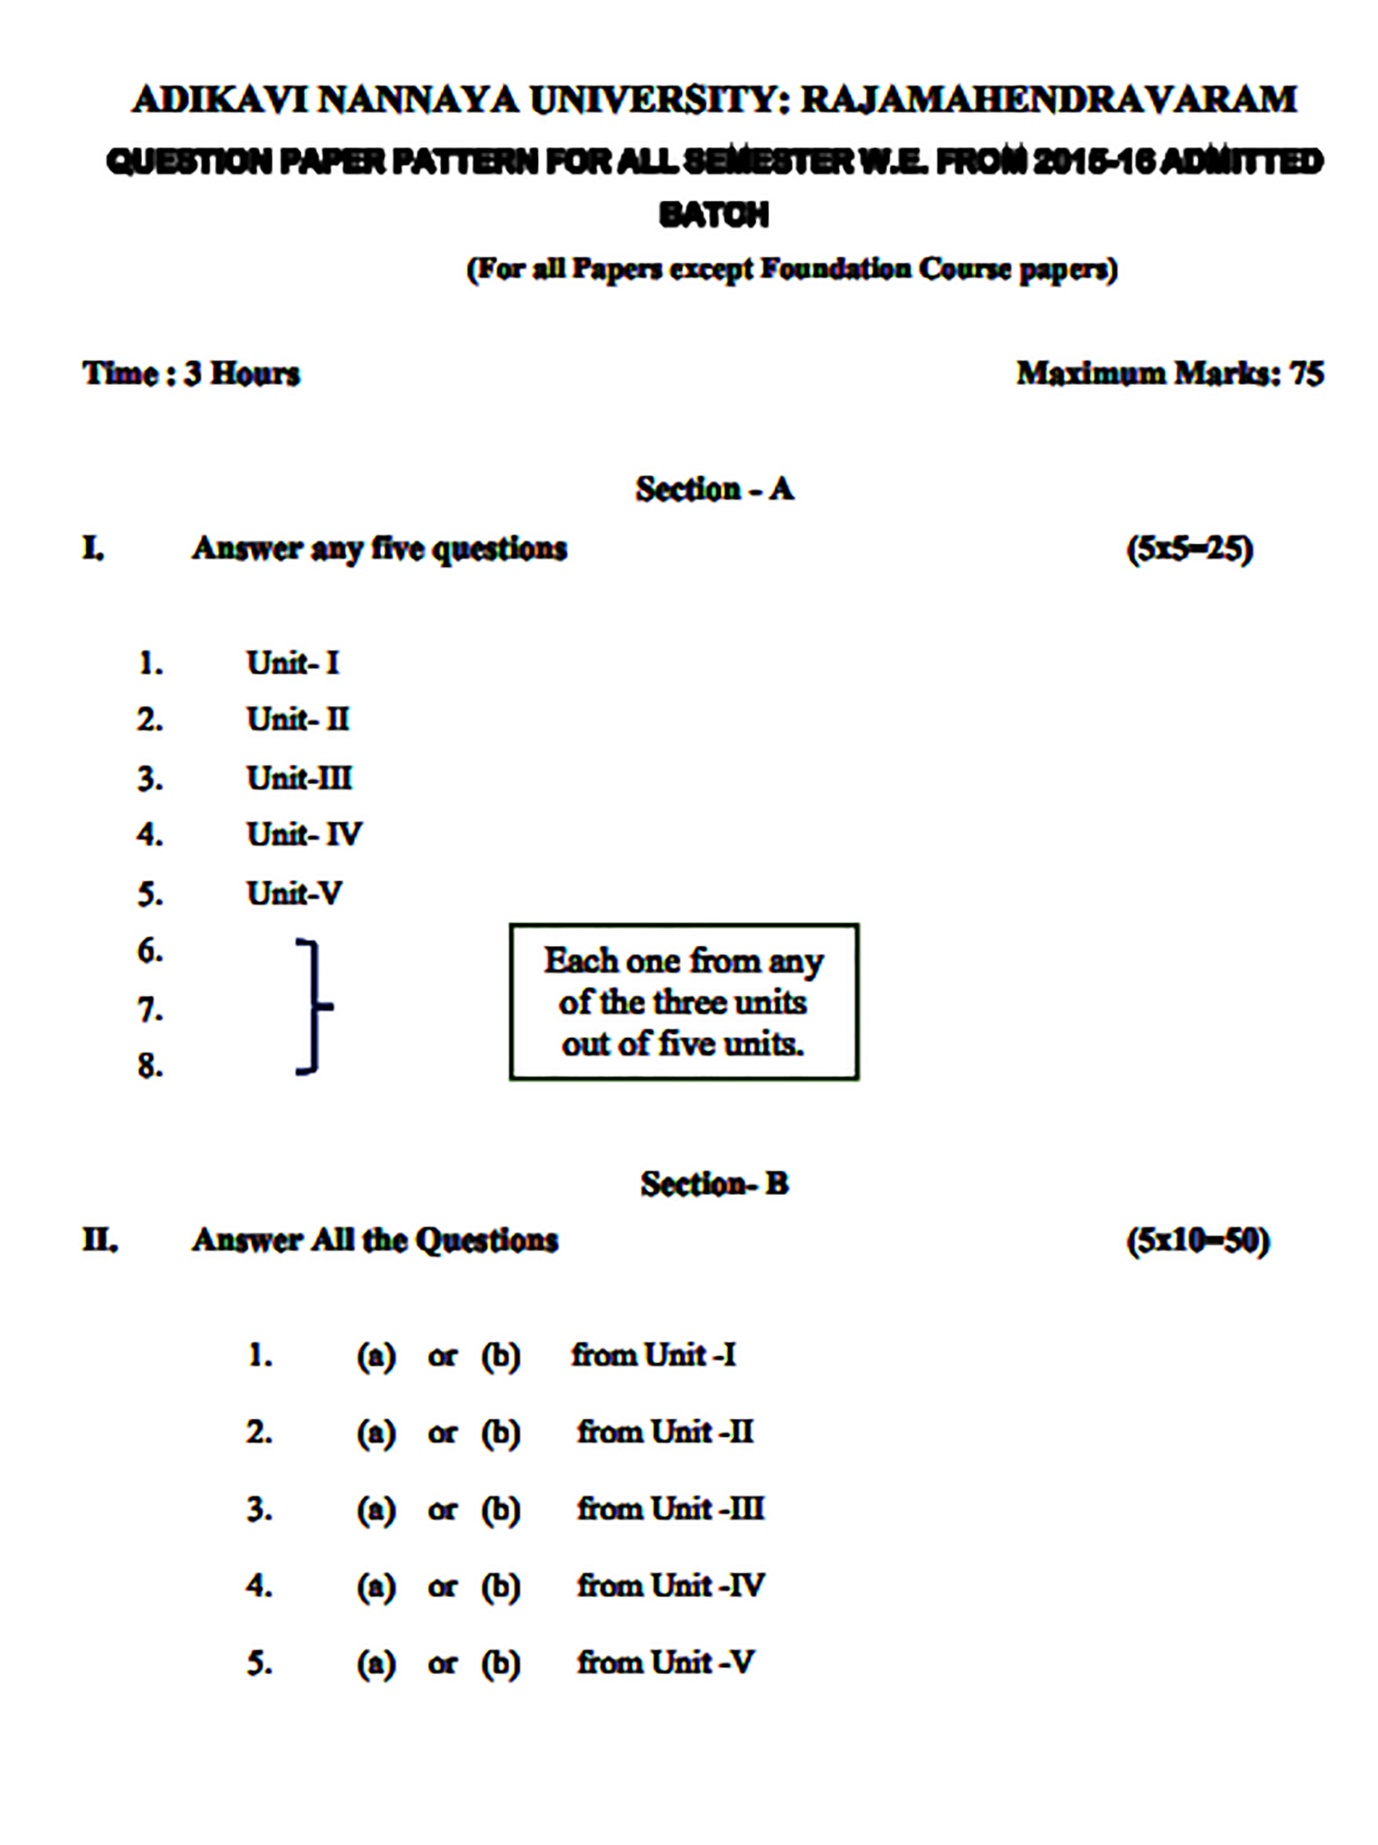 ADIKAVI NANNAYA UNIVERSITY: RAJAMAHENDRAVARAM
QUESTION PAPER PATTERN FOR ALL SEMESTER W.E. FROM 2015-16 ADMITTED
BATCH
(For all Papers except Foundation Course papers)
Time : 3 Hours Maximum Marks: 75
Section - A
I. Answer any five questions (5x5=25)
1. Unit- I
2. Unit- II
3. Unit-III
4. Unit- IV
5. Unit-V
6.
7.
8.
Each one from any
of the three units
out of five units.
Section- B
II. Answer All the Questions (5x10=50)
1. (a) or (b) from Unit -I
2. (a) or (b) from Unit -II
3. (a) or (b) from Unit -III
4. (a) or (b) from Unit -IV
5. (a) or (b) from Unit -V